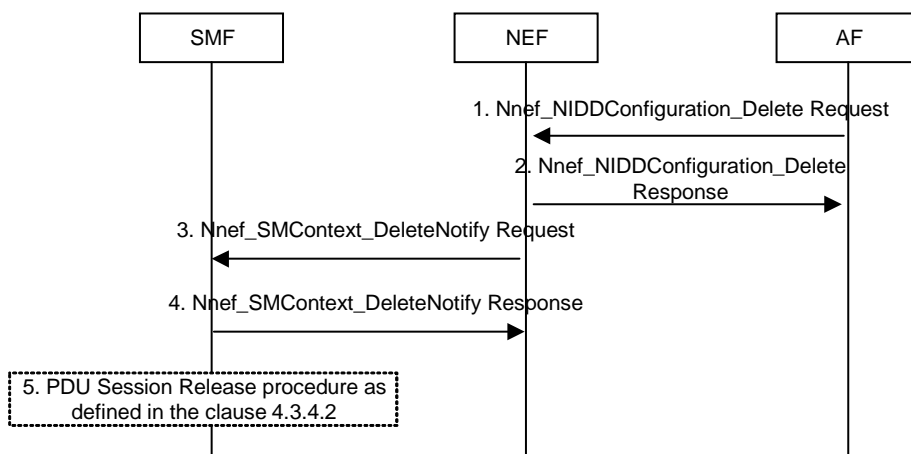 SMF
NEF
AF
1. Nnef_NIDDConfiguration_Delete Request
2. Nnef_NIDDConfiguration_Delete
Response
3. Nnef_SMContext_DeleteNotify Request
4. Nnef_SMContext_DeleteNotify Response
5. PDU Session Release procedure as
defined in the clause 4.3.4.2